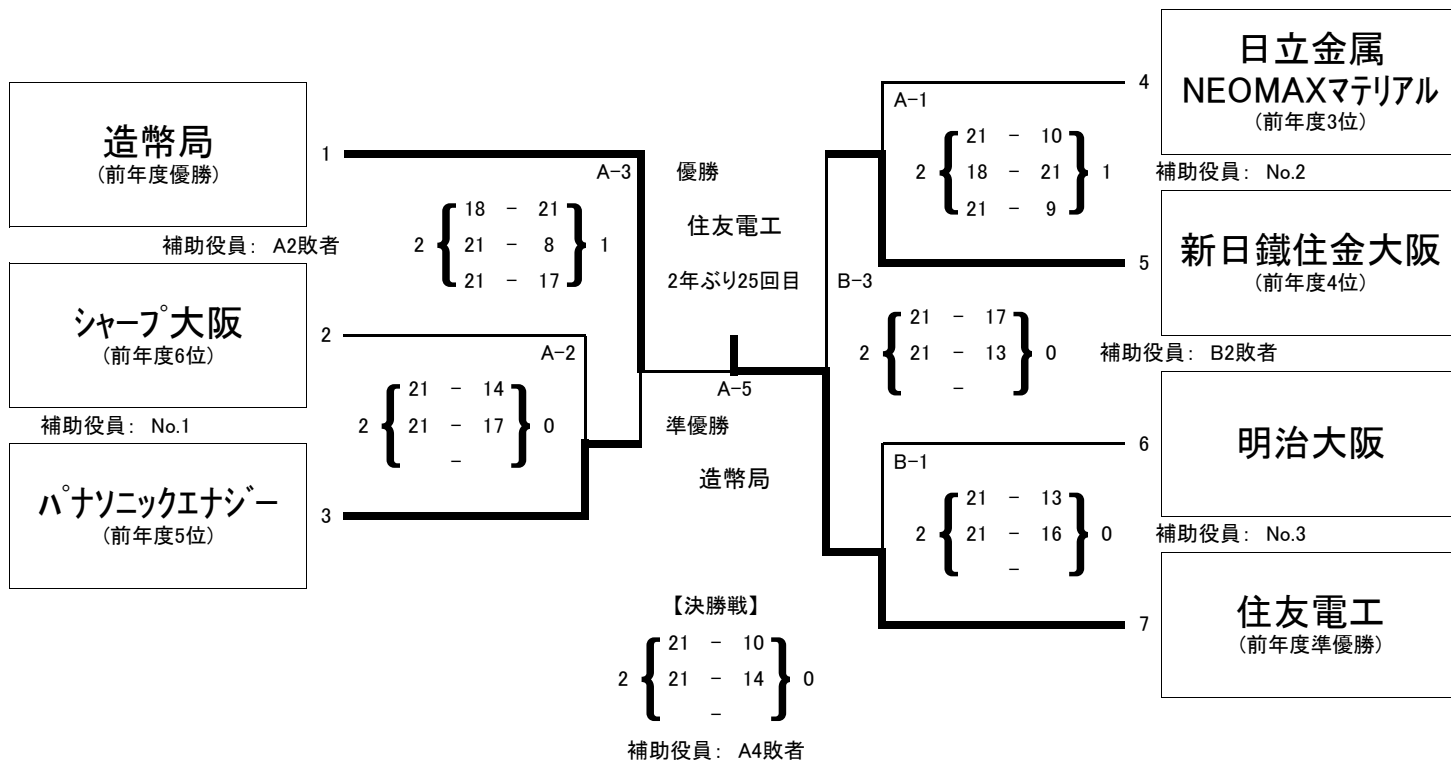 造幣局
(前年度優勝)
1
補助役員： A2敗者
シャープ大阪
(前年度6位)
2
補助役員： No.1
パナソニックエナジー
(前年度5位)
3
A-3
18 - 21
2 { 21 - 8 } 1
21 - 17
A-2
21 - 14
2 { 21 - 17 } 0
-
優勝
住友電工
2年ぶり25回目
A-5
準優勝
造幣局
【決勝戦】
21 - 10
2 { 21 - 14 } 0
-
補助役員： A4敗者
A-1
21 - 10
2 { 18 - 21 } 1
21 - 9
B-3
21 - 17
2 { 21 - 13 } 0
-
B-1
21 - 13
2 { 21 - 16 } 0
-
4
日立金属
NEOMAXマテリアル
(前年度3位)
補助役員： No.2
5
新日鐵住金大阪
(前年度4位)
補助役員： B2敗者
6
明治大阪
補助役員： No.3
7
住友電工
(前年度準優勝)